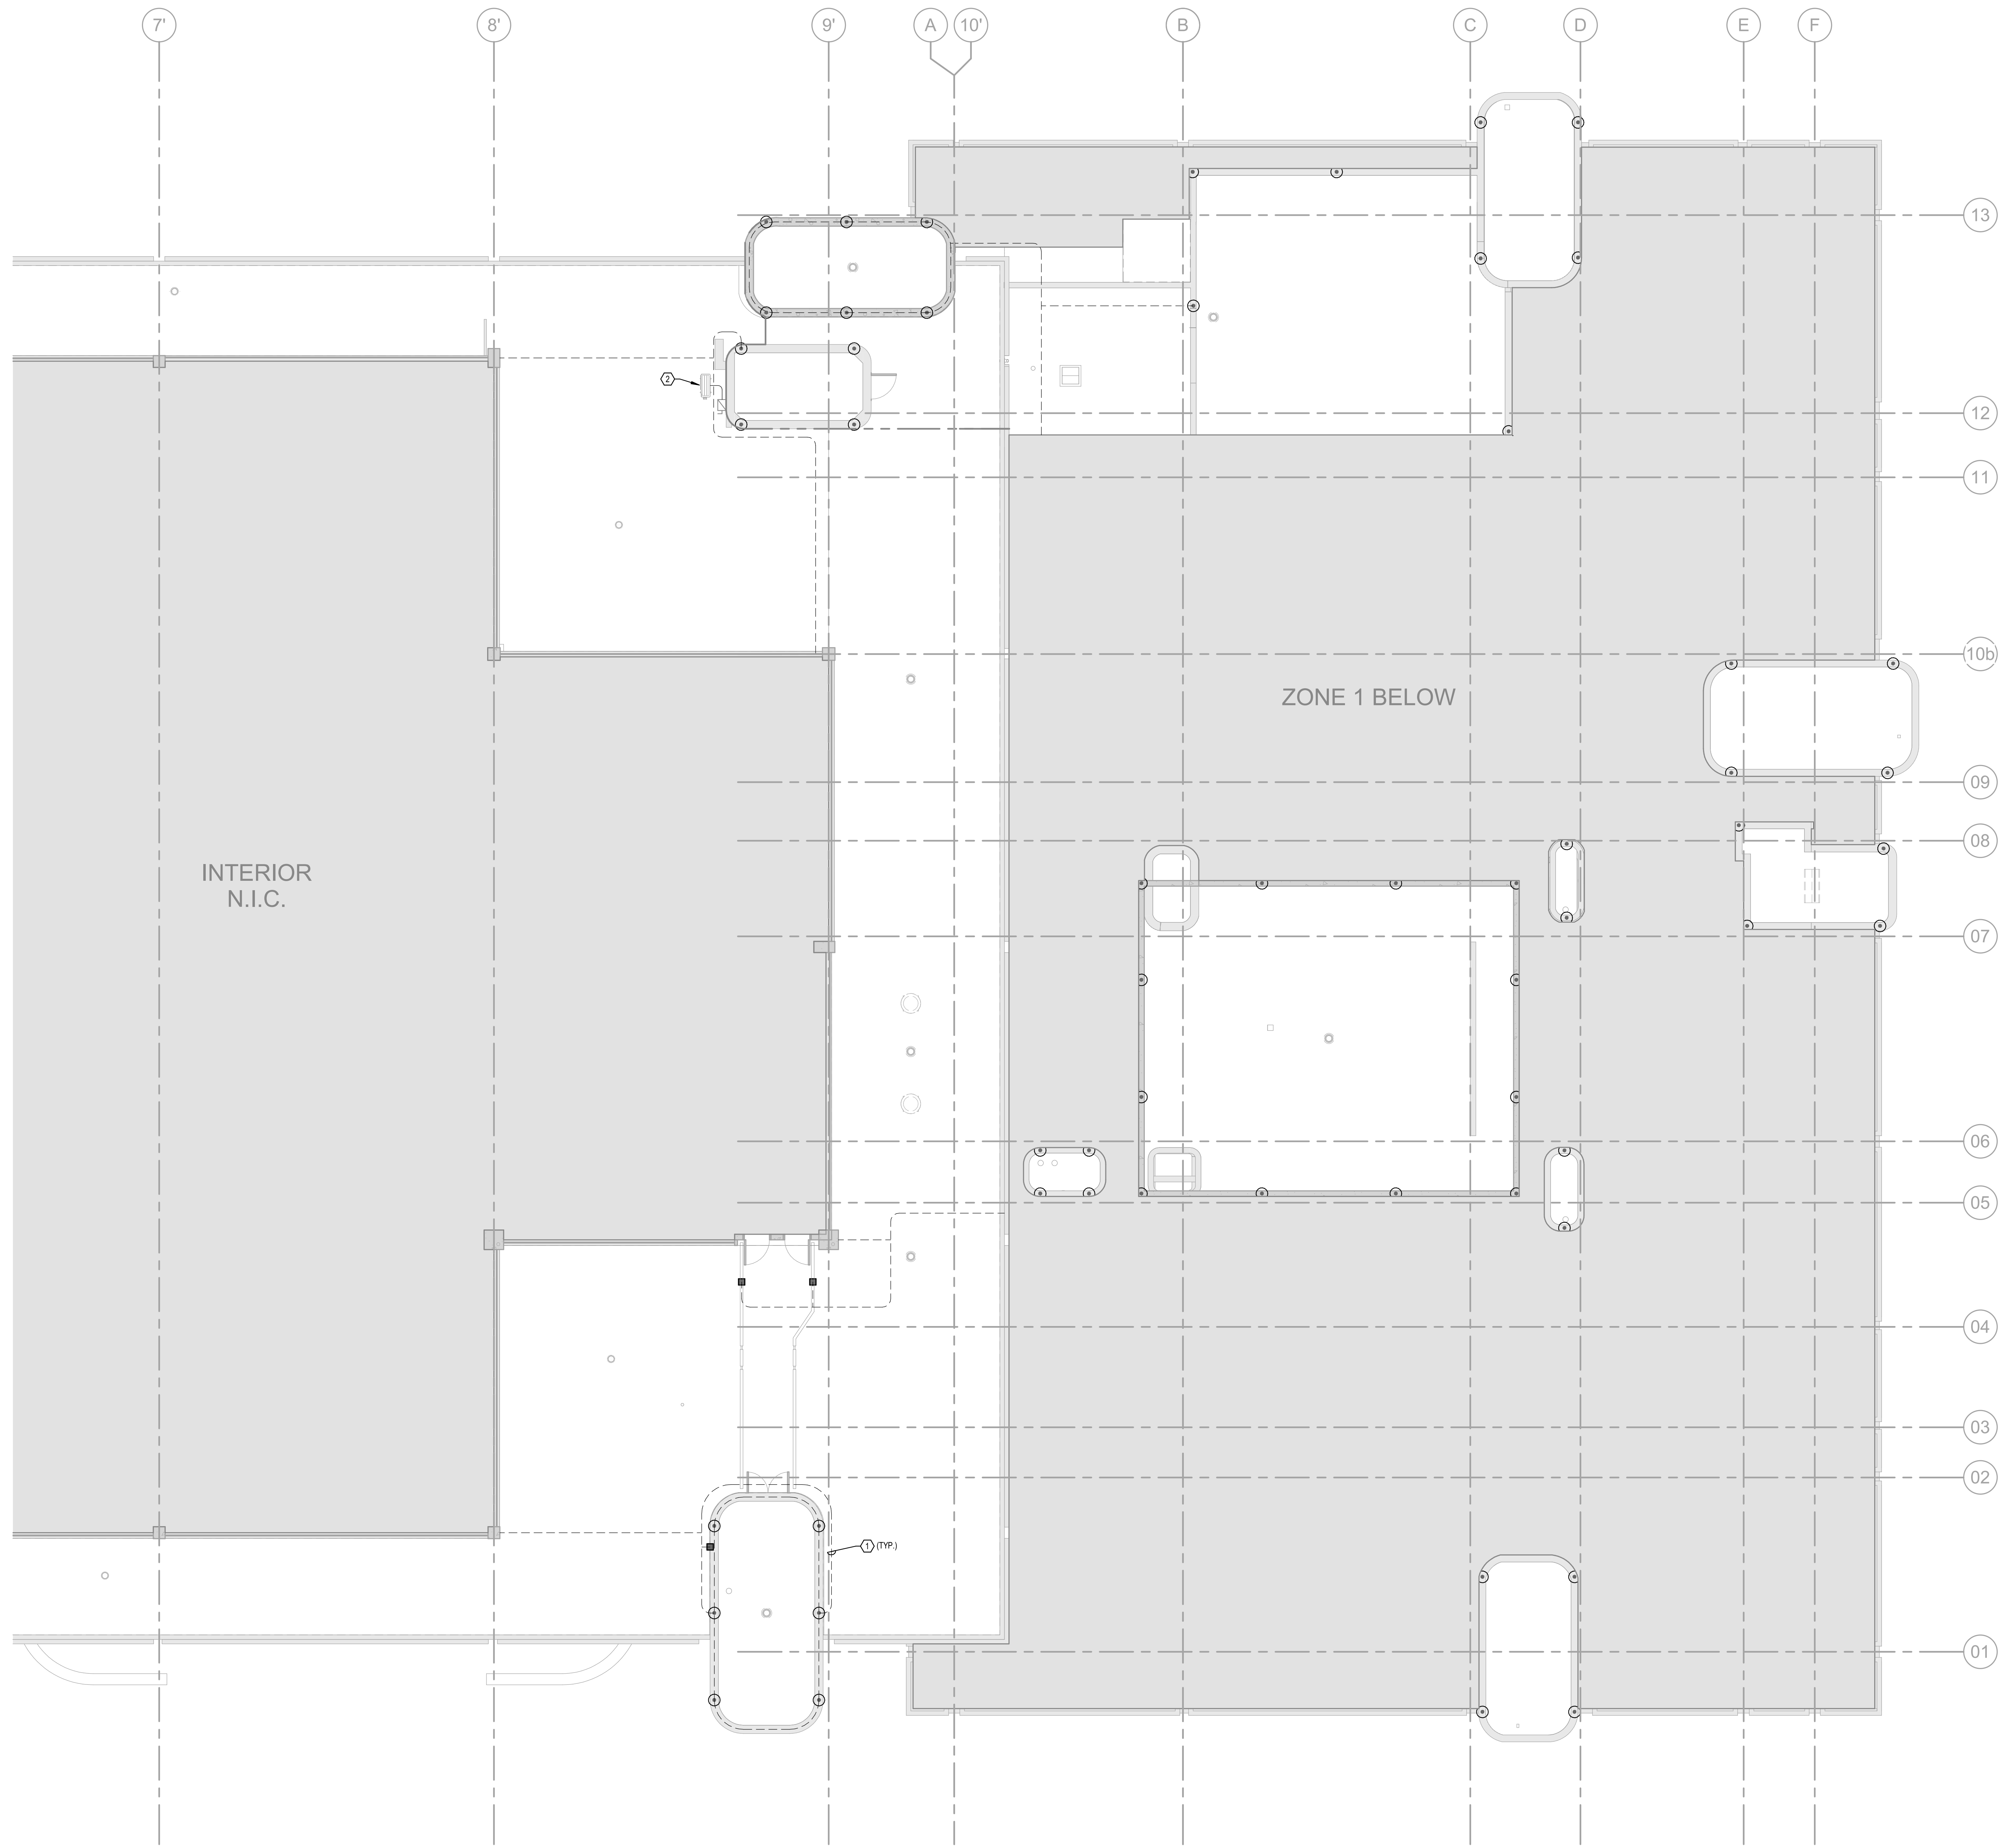 7'
8'
9'
A
10'
B
C
D
E
F
13
12
2
11
10b
ZONE 1 BELOW
09
08
INTERIOR
N.I.C.
07
06
05
04
03
02
1 (TYP.)
01